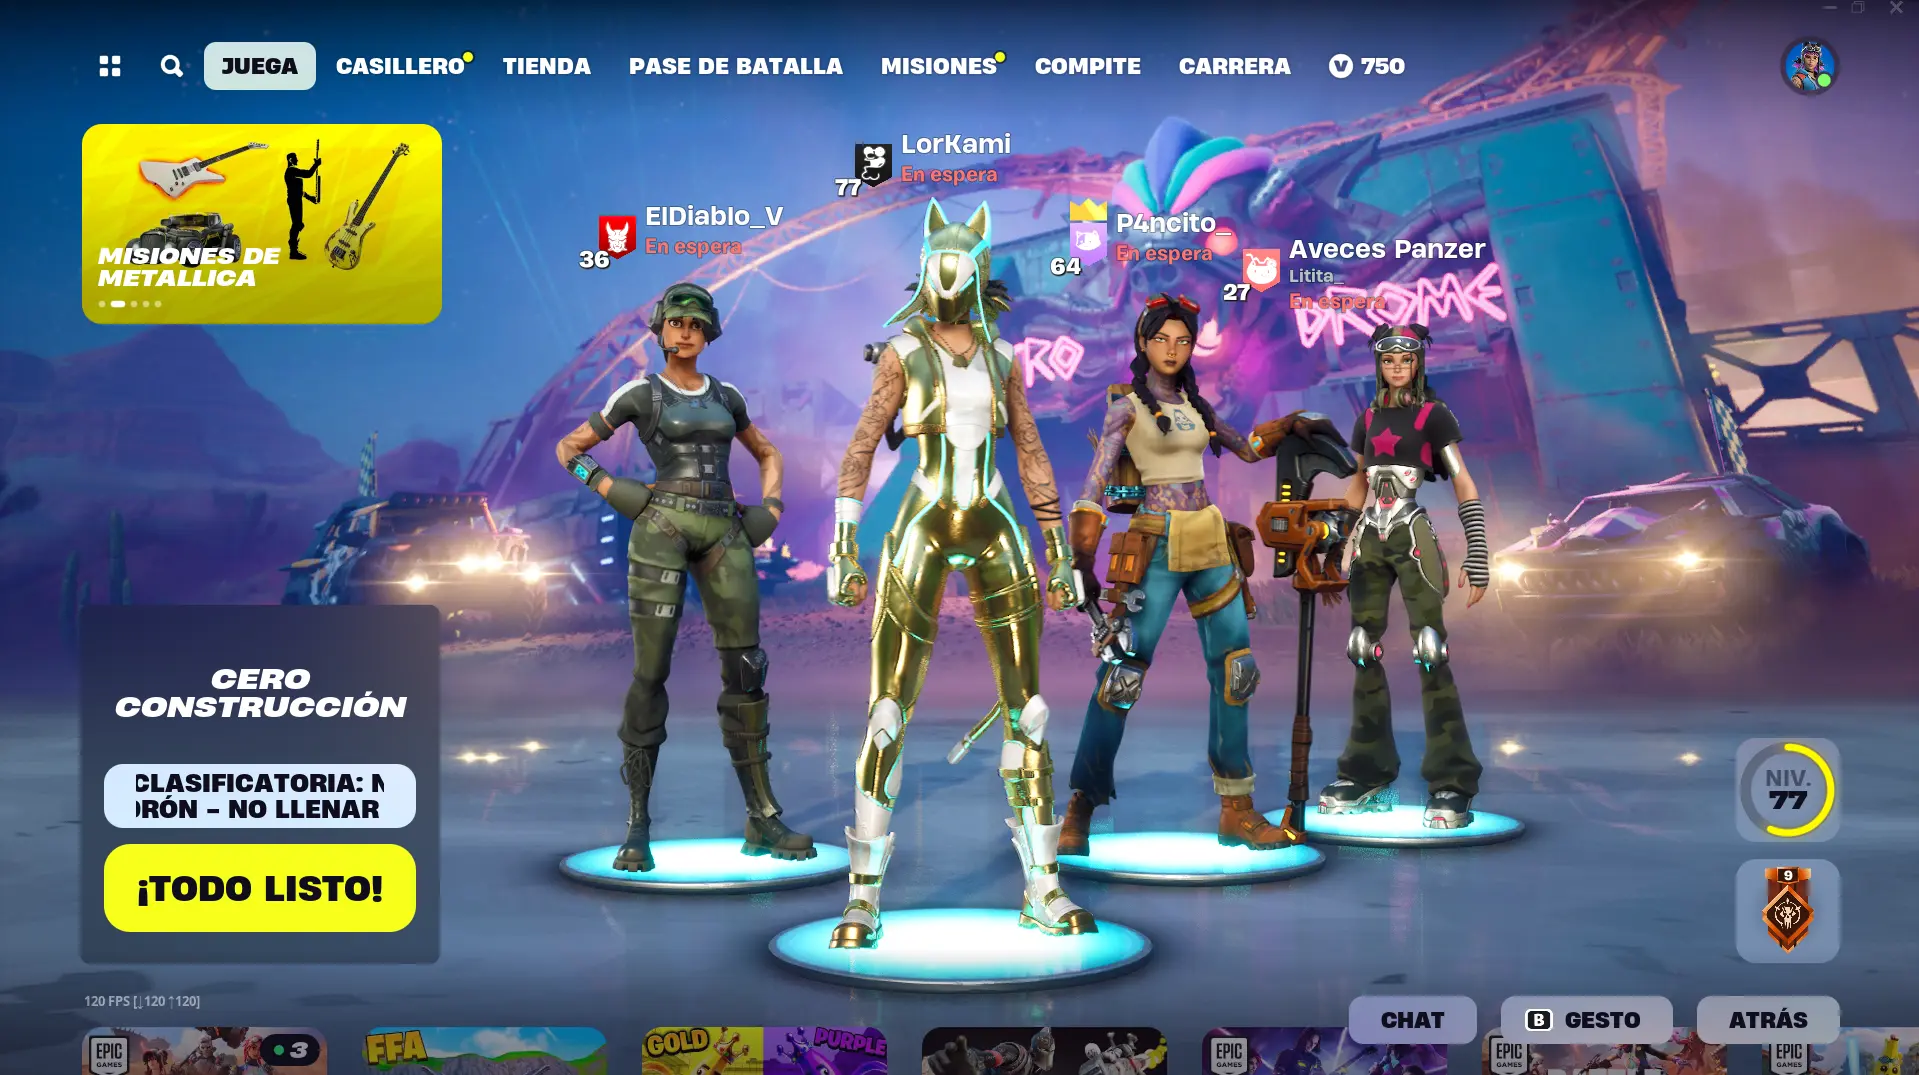 JUEGA
CASILLERO
TIENDA
PASE DE BATALLA
MISIONES
COMPITE
CARRERA
750
MISIONES DE
METALLICA
LorKami
En espera
77
ElDiablo_V
En espera
36
P4ncito_
En espera
64
Aveces Panzer
Litita_
En espera
27
DROME
CERO
CONSTRUCCIÓN
CLASIFICATORIA: N
DRÓN - NO LLENAR
¡TODO LISTO!
NIV.
77
9
120 FPS [↓120 ↑120]
CHAT
B GESTO
ATRÁS
EPIC
GAMES
3
FFA
GOLD
PURPLE
EPIC
GAMES
EPIC
GAMES
EPIC
GAMES